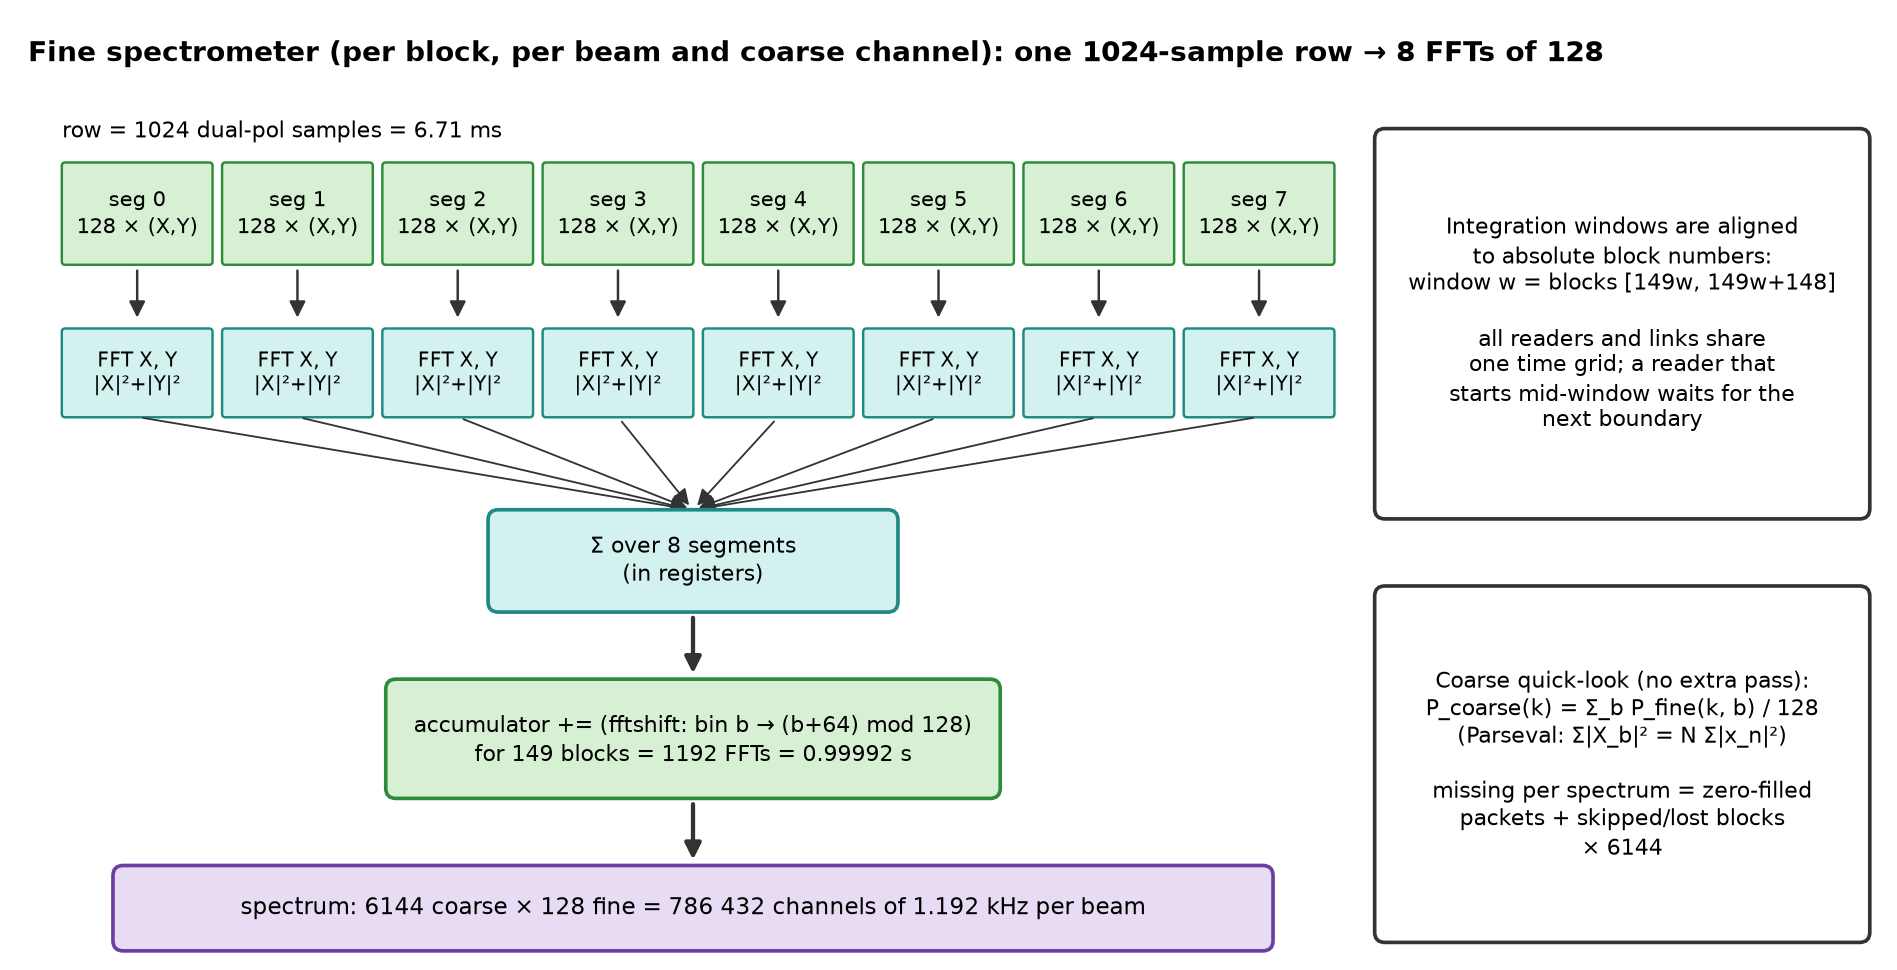 Fine spectrometer (per block, per beam and coarse channel): one 1024-sample row → 8 FFTs of 128
row = 1024 dual-pol samples = 6.71 ms
seg 0
128 × (X,Y)
seg 1
128 × (X,Y)
seg 2
128 × (X,Y)
seg 3
128 × (X,Y)
seg 4
128 × (X,Y)
seg 5
128 × (X,Y)
seg 6
128 × (X,Y)
seg 7
128 × (X,Y)
FFT X, Y
|X|²+|Y|²
FFT X, Y
|X|²+|Y|²
FFT X, Y
|X|²+|Y|²
FFT X, Y
|X|²+|Y|²
FFT X, Y
|X|²+|Y|²
FFT X, Y
|X|²+|Y|²
FFT X, Y
|X|²+|Y|²
FFT X, Y
|X|²+|Y|²
Σ over 8 segments
(in registers)
accumulator += (fftshift: bin b → (b+64) mod 128)
for 149 blocks = 1192 FFTs = 0.99992 s
spectrum: 6144 coarse × 128 fine = 786 432 channels of 1.192 kHz per beam
Integration windows are aligned
to absolute block numbers:
window w = blocks [149w, 149w+148]
all readers and links share
one time grid; a reader that
starts mid-window waits for the
next boundary
Coarse quick-look (no extra pass):
P_coarse(k) = Σ_b P_fine(k, b) / 128
(Parseval: Σ|X_b|² = N Σ|x_n|²)
missing per spectrum = zero-filled
packets + skipped/lost blocks
× 6144